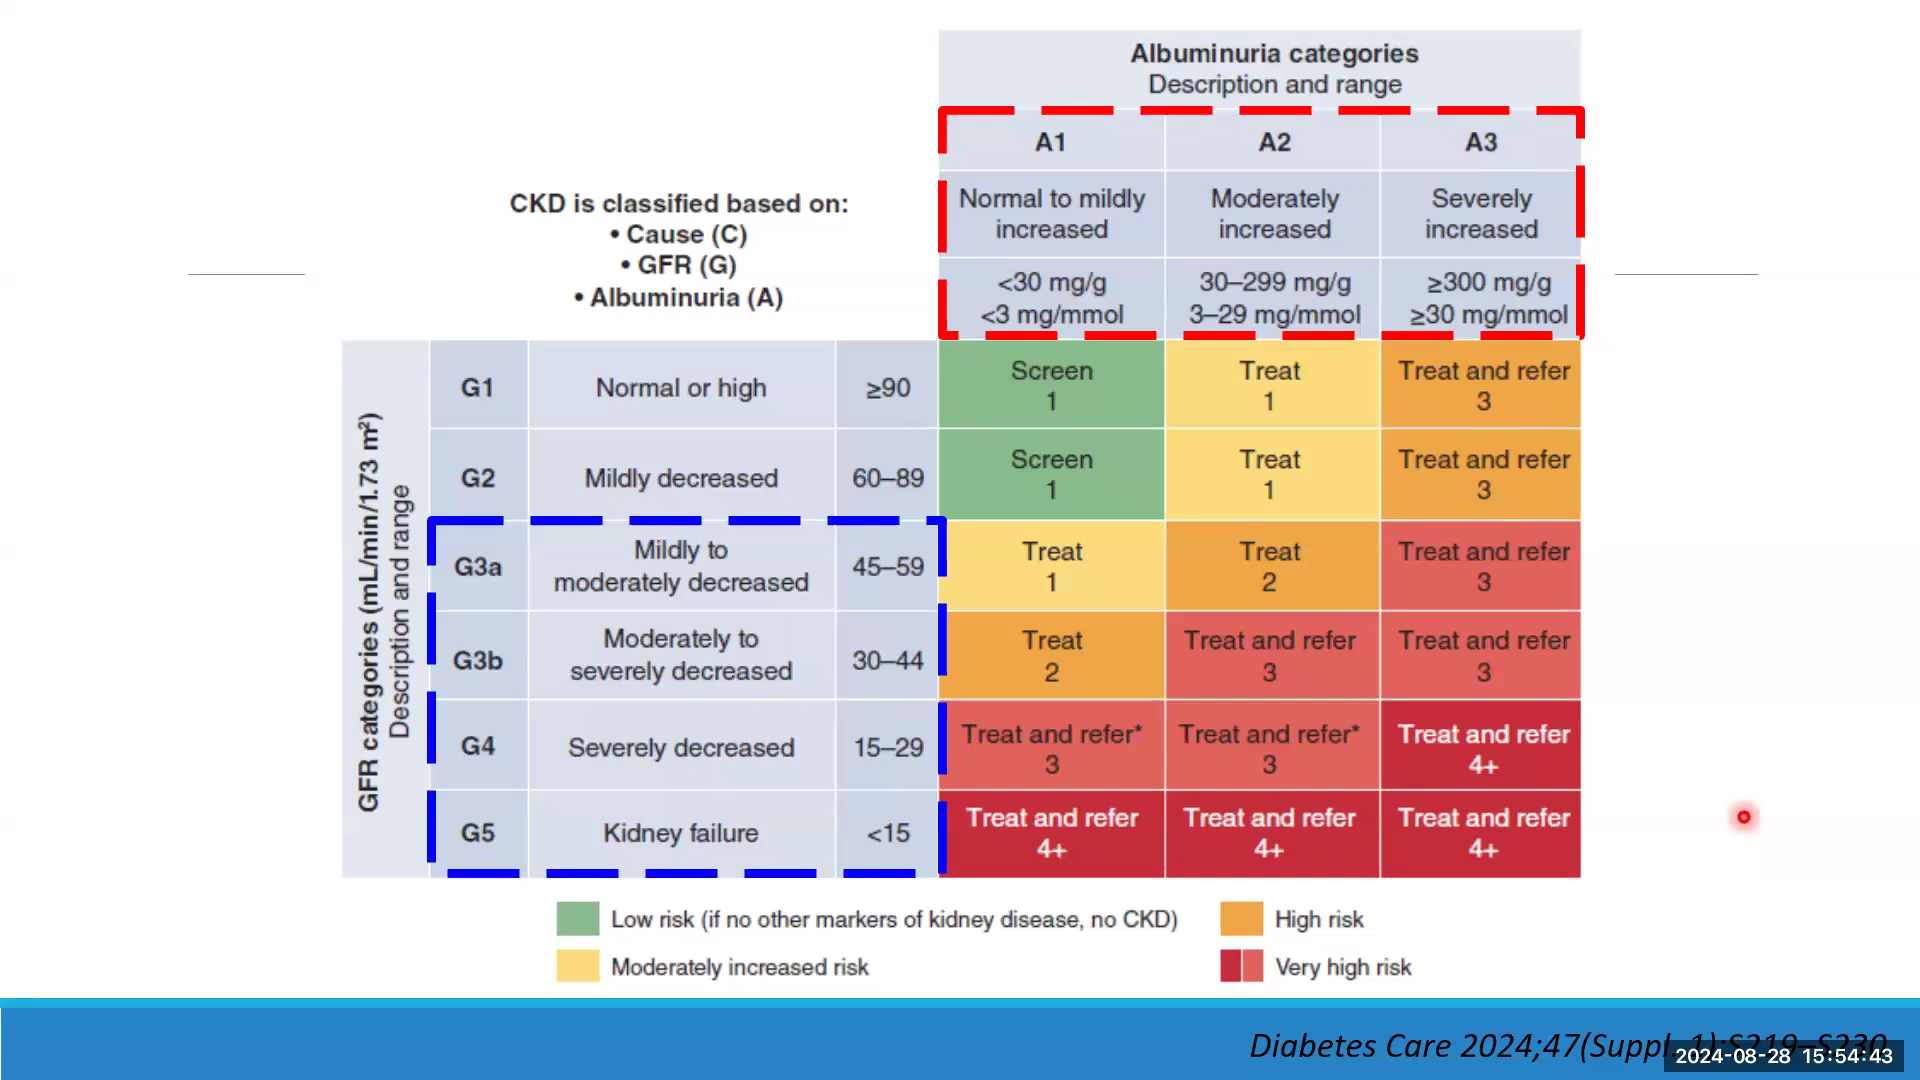 Albuminuria categories
Description and range
A1 A2 A3
Normal to mildly increased Moderately increased Severely increased
<30 mg/g 30–299 mg/g ≥300 mg/g
<3 mg/mmol 3–29 mg/mmol ≥30 mg/mmol
CKD is classified based on:
• Cause (C)
• GFR (G)
• Albuminuria (A)
GFR categories (mL/min/1.73 m²)
Description and range
G1 Normal or high ≥90 Screen 1 Treat 1 Treat and refer 3
G2 Mildly decreased 60–89 Screen 1 Treat 1 Treat and refer 3
G3a Mildly to moderately decreased 45–59 Treat 1 Treat 2 Treat and refer 3
G3b Moderately to severely decreased 30–44 Treat 2 Treat and refer 3 Treat and refer 3
G4 Severely decreased 15–29 Treat and refer* 3 Treat and refer* 3 Treat and refer 4+
G5 Kidney failure <15 Treat and refer 4+ Treat and refer 4+ Treat and refer 4+
Low risk (if no other markers of kidney disease, no CKD) High risk
Moderately increased risk Very high risk
Diabetes Care 2024;47(Suppl. 1):S219–S230
2024-08-28 15:54:43